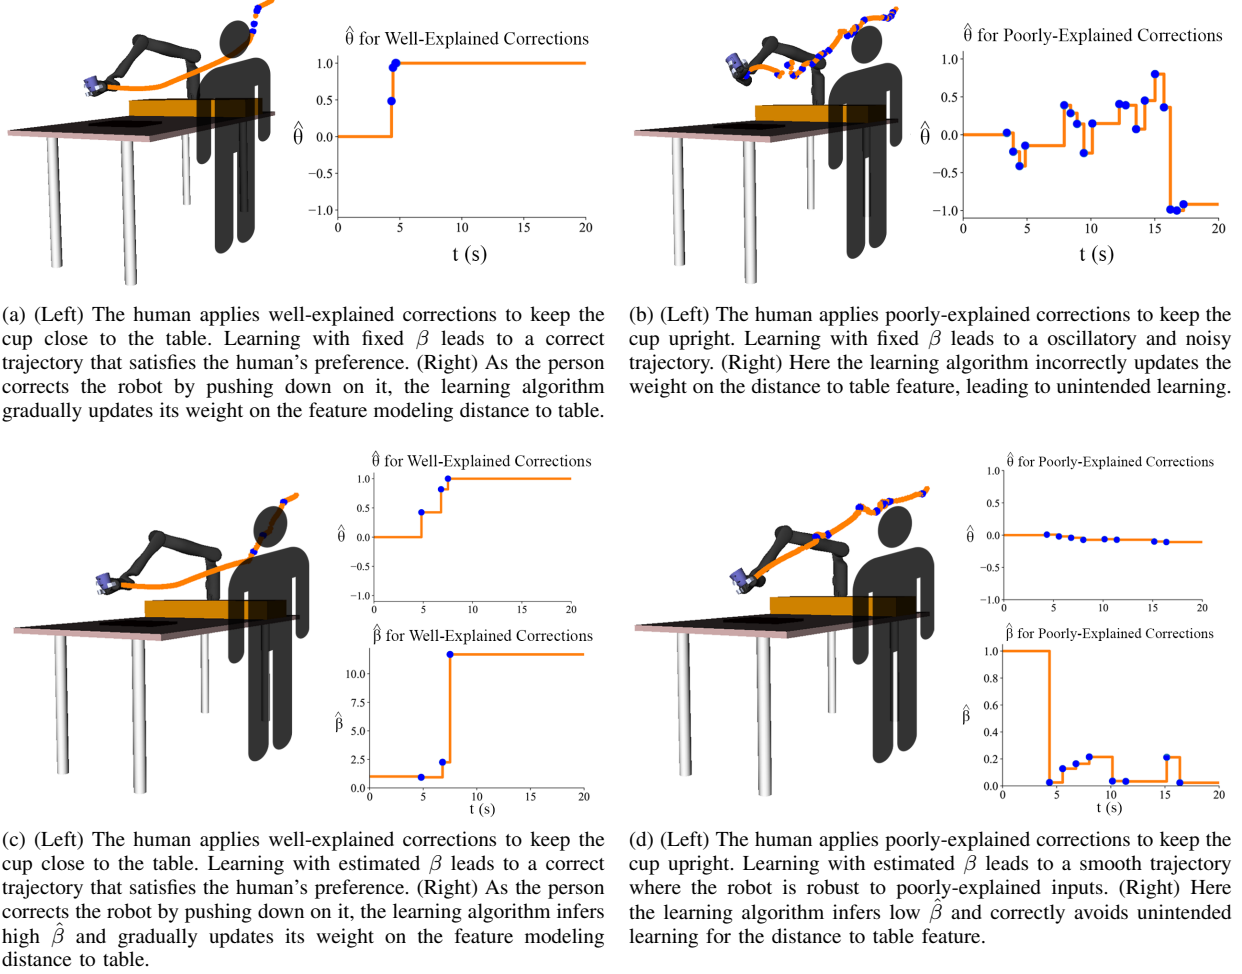 θ̂ for Well-Explained Corrections
1.0
0.5
0.0
−0.5
−1.0
θ̂
0 5 10 15 20
t (s)
θ̂ for Poorly-Explained Corrections
1.0
0.5
0.0
−0.5
−1.0
θ̂
0 5 10 15 20
t (s)
(a) (Left) The human applies well-explained corrections to keep the
cup close to the table. Learning with fixed β leads to a correct
trajectory that satisfies the human's preference. (Right) As the person
corrects the robot by pushing down on it, the learning algorithm
gradually updates its weight on the feature modeling distance to table.
(b) (Left) The human applies poorly-explained corrections to keep the
cup upright. Learning with fixed β leads to a oscillatory and noisy
trajectory. (Right) Here the learning algorithm incorrectly updates the
weight on the distance to table feature, leading to unintended learning.
θ̂ for Well-Explained Corrections
1.0
0.5
0.0
−0.5
−1.0
θ̂
0 5 10 15 20
β̂ for Well-Explained Corrections
10.0
7.5
5.0
2.5
0.0
β̂
0 5 10 15 20
t (s)
θ̂ for Poorly-Explained Corrections
1.0
0.5
0.0
−0.5
−1.0
θ̂
0 5 10 15 20
β̂ for Poorly-Explained Corrections
1.0
0.8
0.6
0.4
0.2
0.0
β̂
0 5 10 15 20
t (s)
(c) (Left) The human applies well-explained corrections to keep the
cup close to the table. Learning with estimated β leads to a correct
trajectory that satisfies the human's preference. (Right) As the person
corrects the robot by pushing down on it, the learning algorithm infers
high β̂ and gradually updates its weight on the feature modeling
distance to table.
(d) (Left) The human applies poorly-explained corrections to keep the
cup upright. Learning with estimated β leads to a smooth trajectory
where the robot is robust to poorly-explained inputs. (Right) Here
the learning algorithm infers low β̂ and correctly avoids unintended
learning for the distance to table feature.